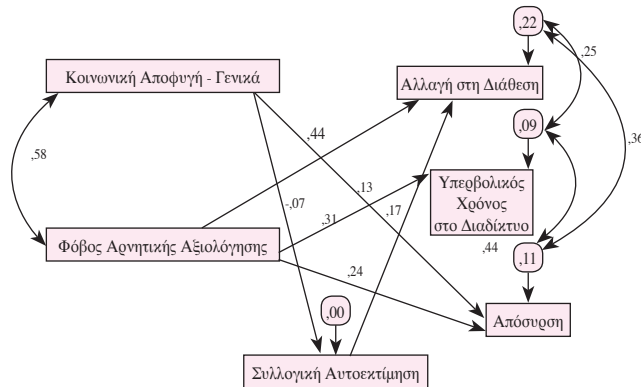 ,22
,25
Κοινωνική Αποφυγή - Γενικά
Αλλαγή στη Διάθεση
,09
,44
,36
,58
,13
Υπερβολικός
Χρόνος
στο Διαδίκτυο
-,07
,31
,17
Φόβος Αρνητικής Αξιολόγησης
,44
,11
,24
,00
Απόσυρση
Συλλογική Αυτοεκτίμηση